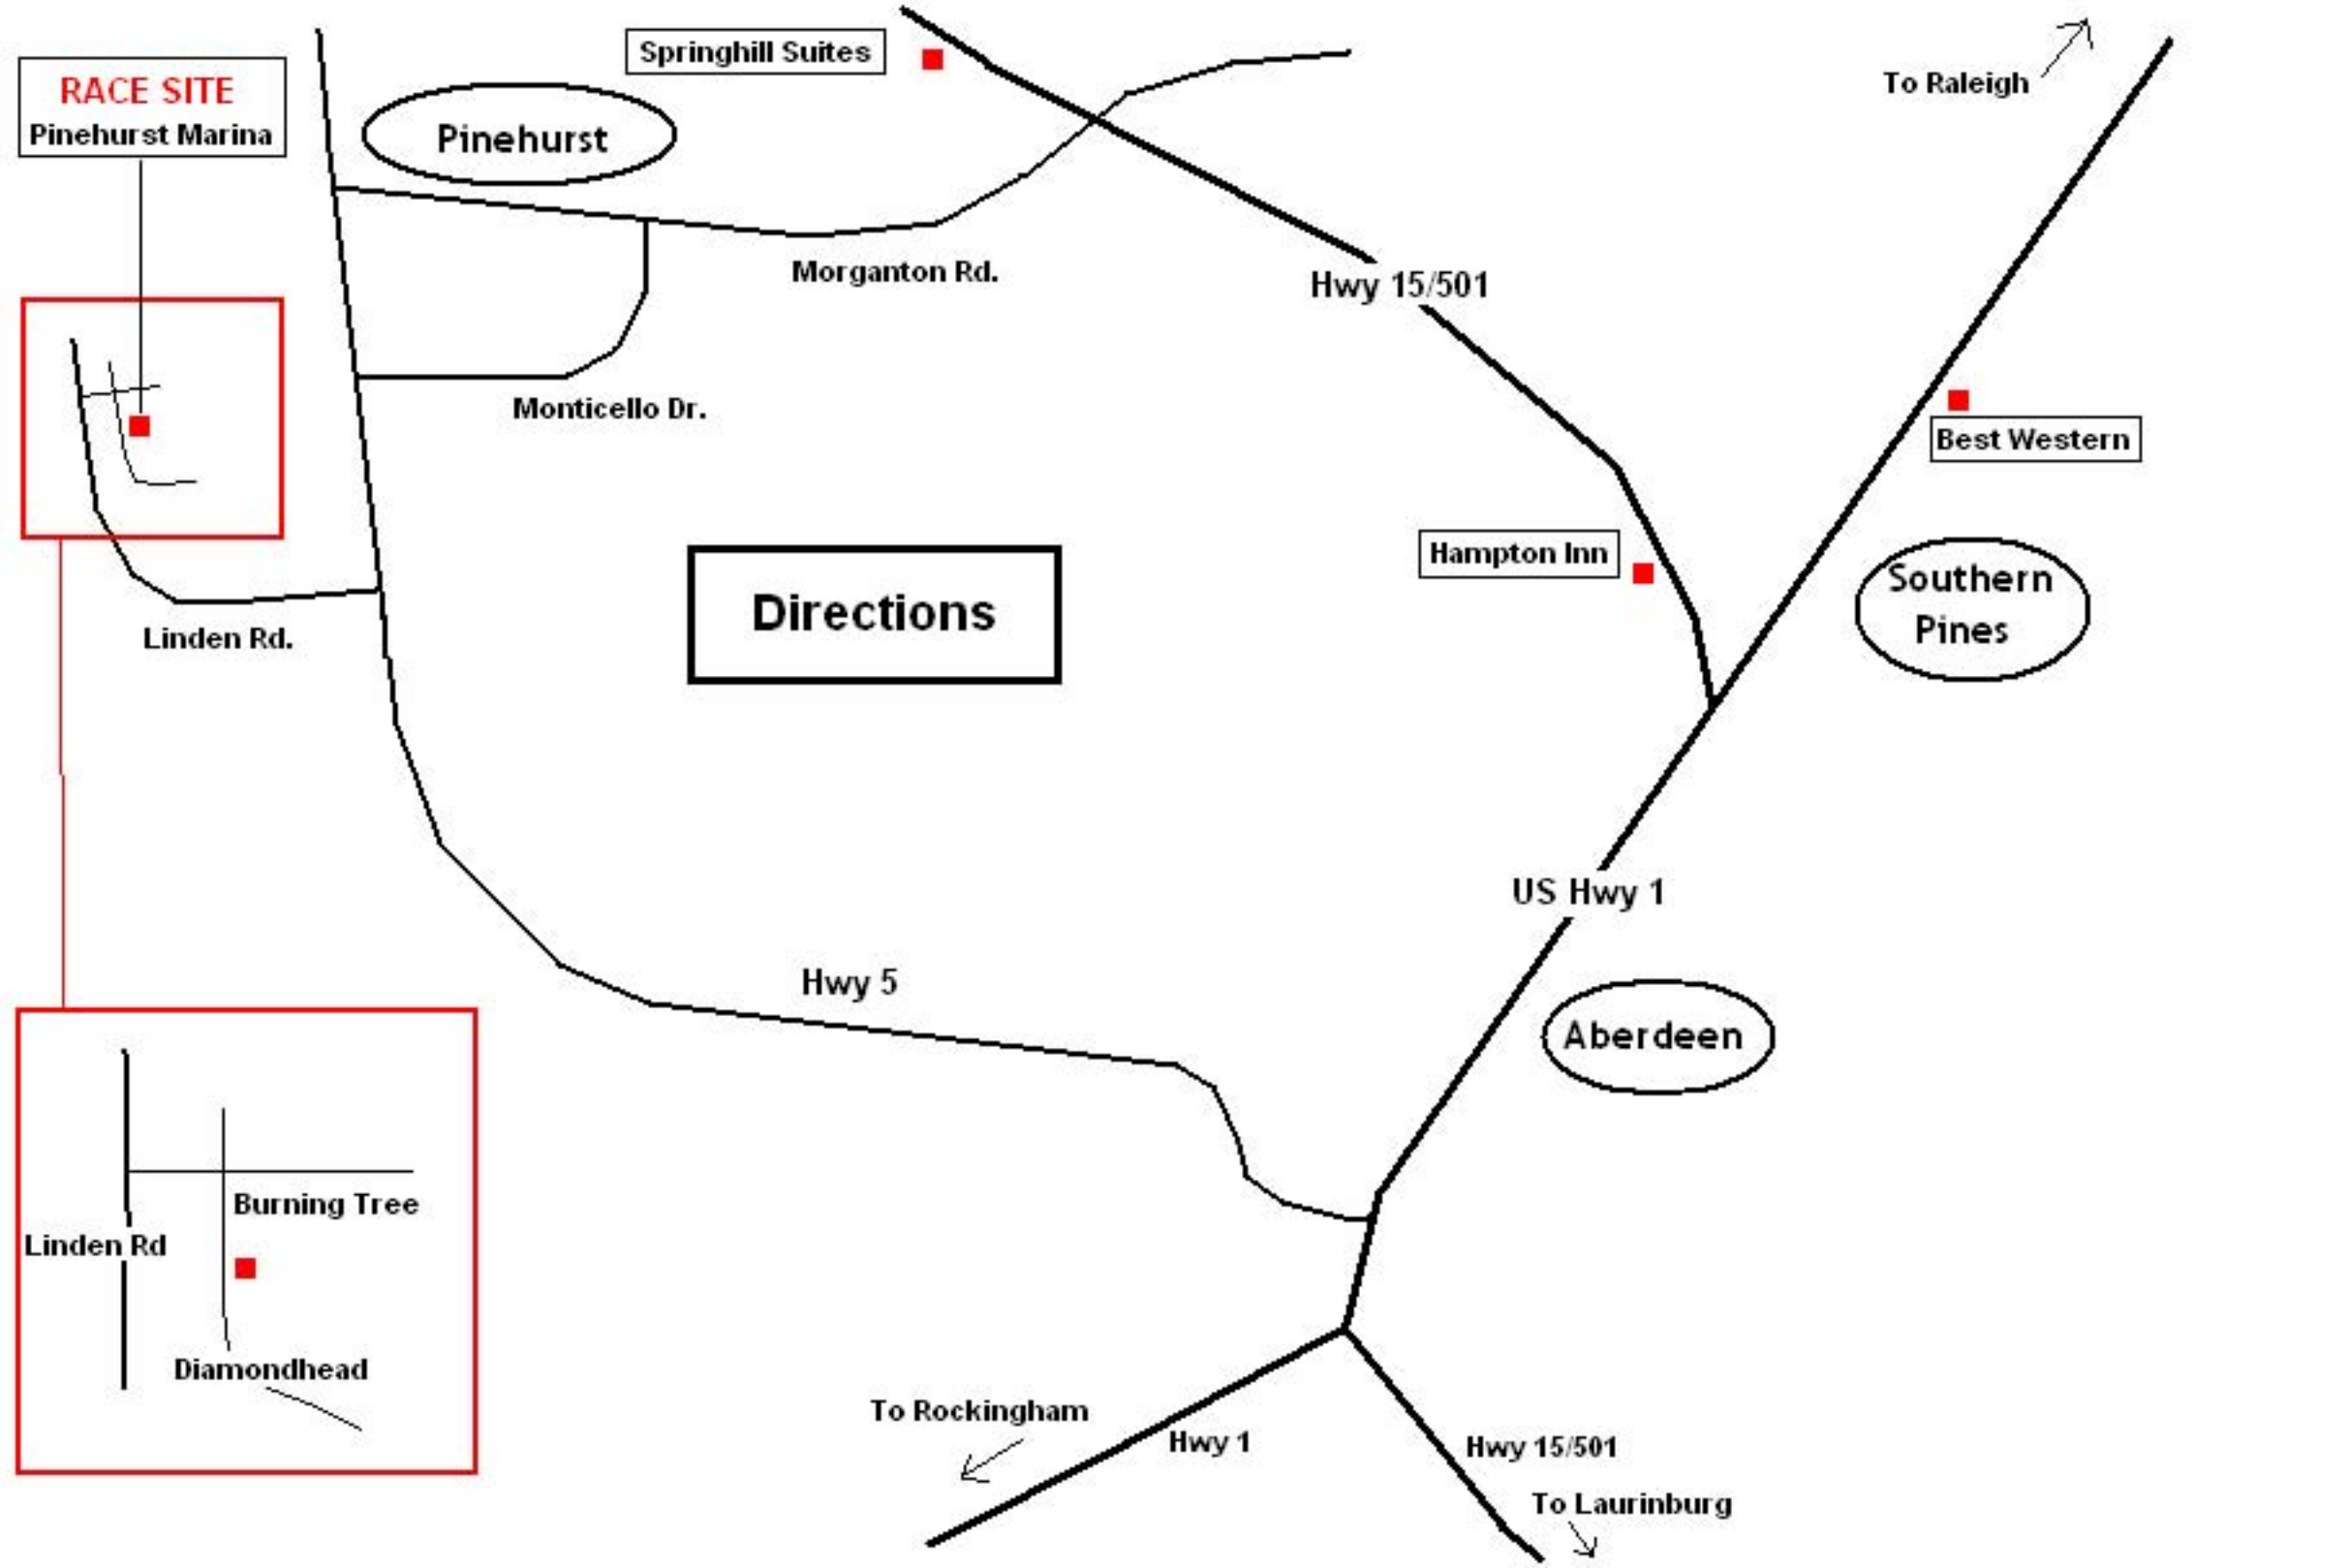 Springhill Suites
To Raleigh
RACE SITE
Pinehurst Marina
Pinehurst
Morganton Rd.
Hwy 15/501
Monticello Dr.
Best Western
Hampton Inn
Directions
Southern
Pines
Linden Rd.
US Hwy 1
Hwy 5
Aberdeen
Burning Tree
Linden Rd
Diamondhead
To Rockingham
Hwy 1
Hwy 15/501
To Laurinburg